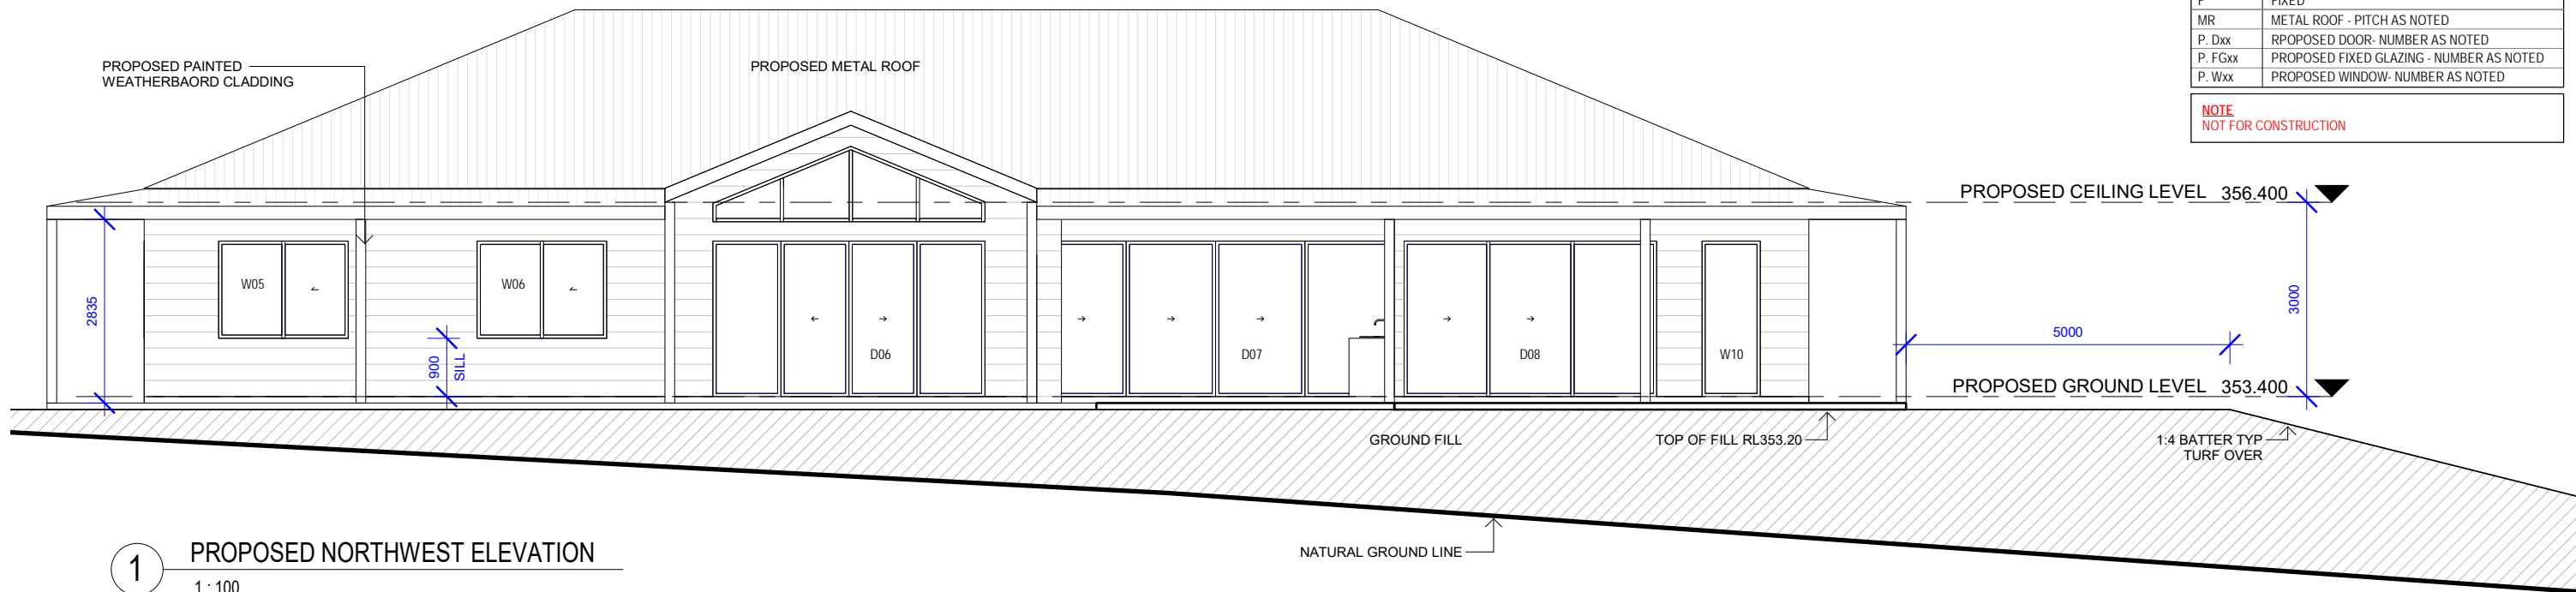 F FIXED
MR METAL ROOF - PITCH AS NOTED
P. Dxx RPOPOSED DOOR- NUMBER AS NOTED
P. FGxx PROPOSED FIXED GLAZING - NUMBER AS NOTED
P. Wxx PROPOSED WINDOW- NUMBER AS NOTED
NOTE
NOT FOR CONSTRUCTION
PROPOSED PAINTED
WEATHERBAORD CLADDING
PROPOSED METAL ROOF
PROPOSED CEILING LEVEL 356.400
W05
W06
2835
900
SILL
D06
D07
D08
W10
3000
5000
PROPOSED GROUND LEVEL 353.400
GROUND FILL
TOP OF FILL RL353.20
1:4 BATTER TYP
TURF OVER
NATURAL GROUND LINE
1
PROPOSED NORTHWEST ELEVATION
1 : 100